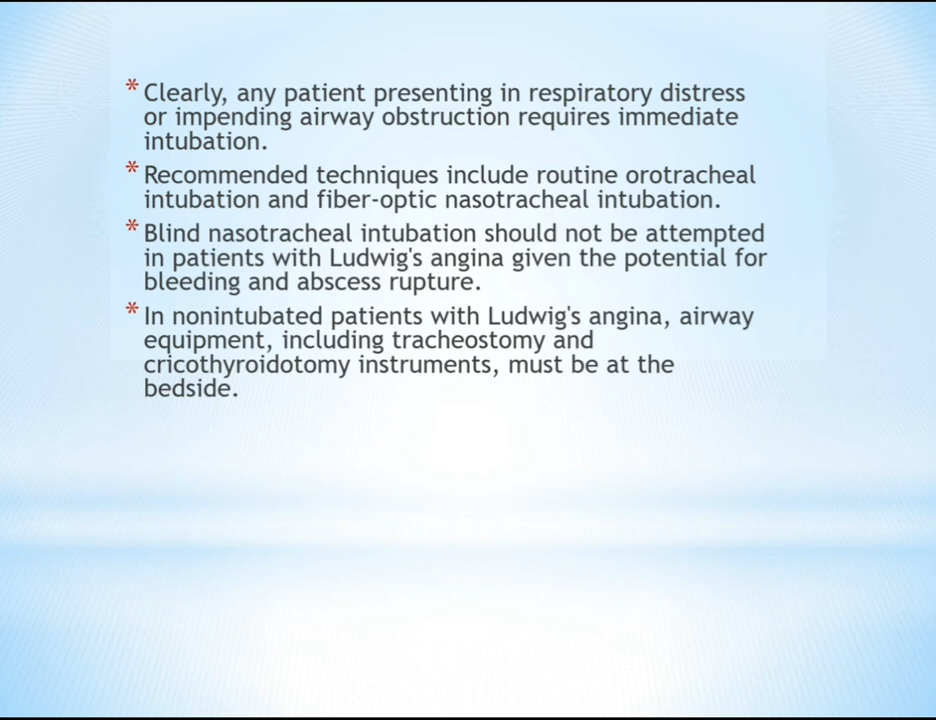 * Clearly, any patient presenting in respiratory distress
or impending airway obstruction requires immediate
intubation.
* Recommended techniques include routine orotracheal
intubation and fiber-optic nasotracheal intubation.
* Blind nasotracheal intubation should not be attempted
in patients with Ludwig's angina given the potential for
bleeding and abscess rupture.
* In nonintubated patients with Ludwig's angina, airway
equipment, including tracheostomy and
cricothyroidotomy instruments, must be at the
bedside.